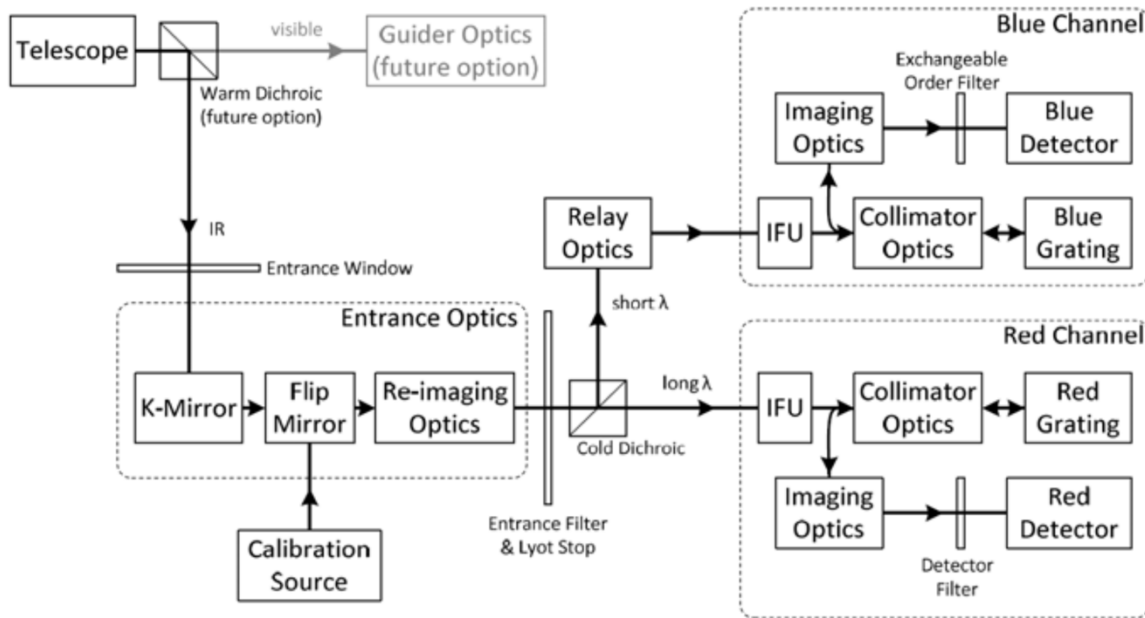 Telescope
visible
Guider Optics
(future option)
Warm Dichroic
(future option)
IR
Entrance Window
Entrance Optics
K-Mirror
Flip
Mirror
Re-imaging
Optics
Calibration
Source
Entrance Filter
& Lyot Stop
Cold Dichroic
short λ
long λ
Relay
Optics
Blue Channel
Exchangeable
Order Filter
Imaging
Optics
Blue
Detector
IFU
Collimator
Optics
Blue
Grating
Red Channel
IFU
Collimator
Optics
Red
Grating
Imaging
Optics
Detector
Filter
Red
Detector